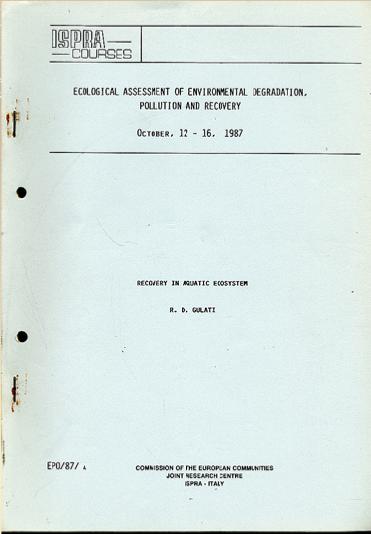 ISPRA
COURSES
ECOLOGICAL ASSESSMENT OF ENVIRONMENTAL DEGRADATION,
POLLUTION AND RECOVERY
OCTOBER, 12 - 16, 1987
RECOVERY IN AQUATIC ECOSYSTEM
R. D. GULATI
EPO/87/
COMMISSION OF THE EUROPEAN COMMUNITIES
JOINT RESEARCH CENTRE
ISPRA - ITALY